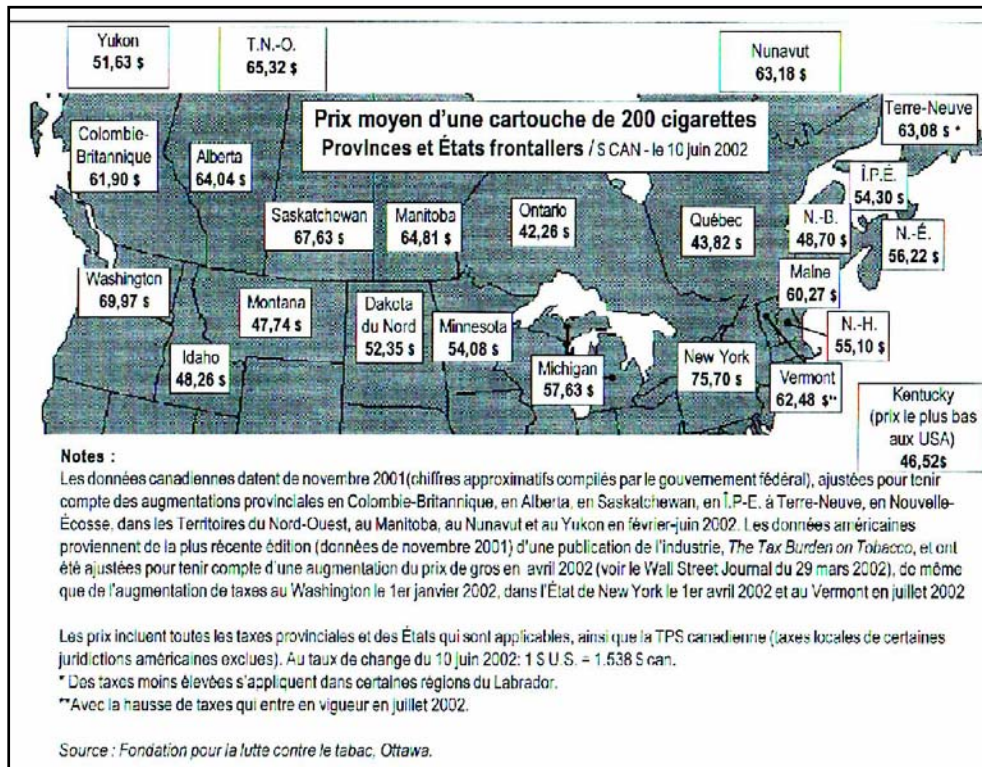 Yukon
51,63 $
T.N.-O.
65,32 $
Nunavut
63,18 $
Prix moyen d'une cartouche de 200 cigarettes
Provinces et États frontaliers / $ CAN - le 10 juin 2002
Terre-Neuve
63,08 $ *
Colombie-
Britannique
61,90 $
Alberta
64,04 $
Î.P.É.
54,30 $
Saskatchewan
67,63 $
Manitoba
64,81 $
Ontario
42,26 $
Québec
43,82 $
N.-B.
48,70 $
N.-É.
56,22 $
Washington
69,97 $
Montana
47,74 $
Dakota
du Nord
52,35 $
Minnesota
54,08 $
Maine
60,27 $
N.-H.
55,10 $
Idaho
48,26 $
Michigan
57,63 $
New York
75,70 $
Vermont
62,48 $**
Kentucky
(prix le plus bas
aux USA)
46,52$
Notes :
Les données canadiennes datent de novembre 2001(chiffres approximatifs compilés par le gouvernement fédéral), ajustées pour tenir
compte des augmentations provinciales en Colombie-Britannique, en Alberta, en Saskatchewan, en Î.P-E. à Terre-Neuve, en Nouvelle-
Écosse, dans les Territoires du Nord-Ouest, au Manitoba, au Nunavut et au Yukon en février-juin 2002. Les données américaines
proviennent de la plus récente édition (données de novembre 2001) d'une publication de l'industrie, The Tax Burden on Tobacco, et ont
été ajustées pour tenir compte d'une augmentation du prix de gros en avril 2002 (voir le Wall Street Journal du 29 mars 2002), de même
que de l'augmentation de taxes au Washington le 1er janvier 2002, dans l'État de New York le 1er avril 2002 et au Vermont en juillet 2002
Les prix incluent toutes les taxes provinciales et des États qui sont applicables, ainsi que la TPS canadienne (taxes locales de certaines
juridictions américaines exclues). Au taux de change du 10 juin 2002: 1 $ U.S. = 1.538 $ can.
* Des taxes moins élevées s'appliquent dans certaines régions du Labrador.
**Avec la hausse de taxes qui entre en vigueur en juillet 2002.
Source : Fondation pour la lutte contre le tabac, Ottawa.